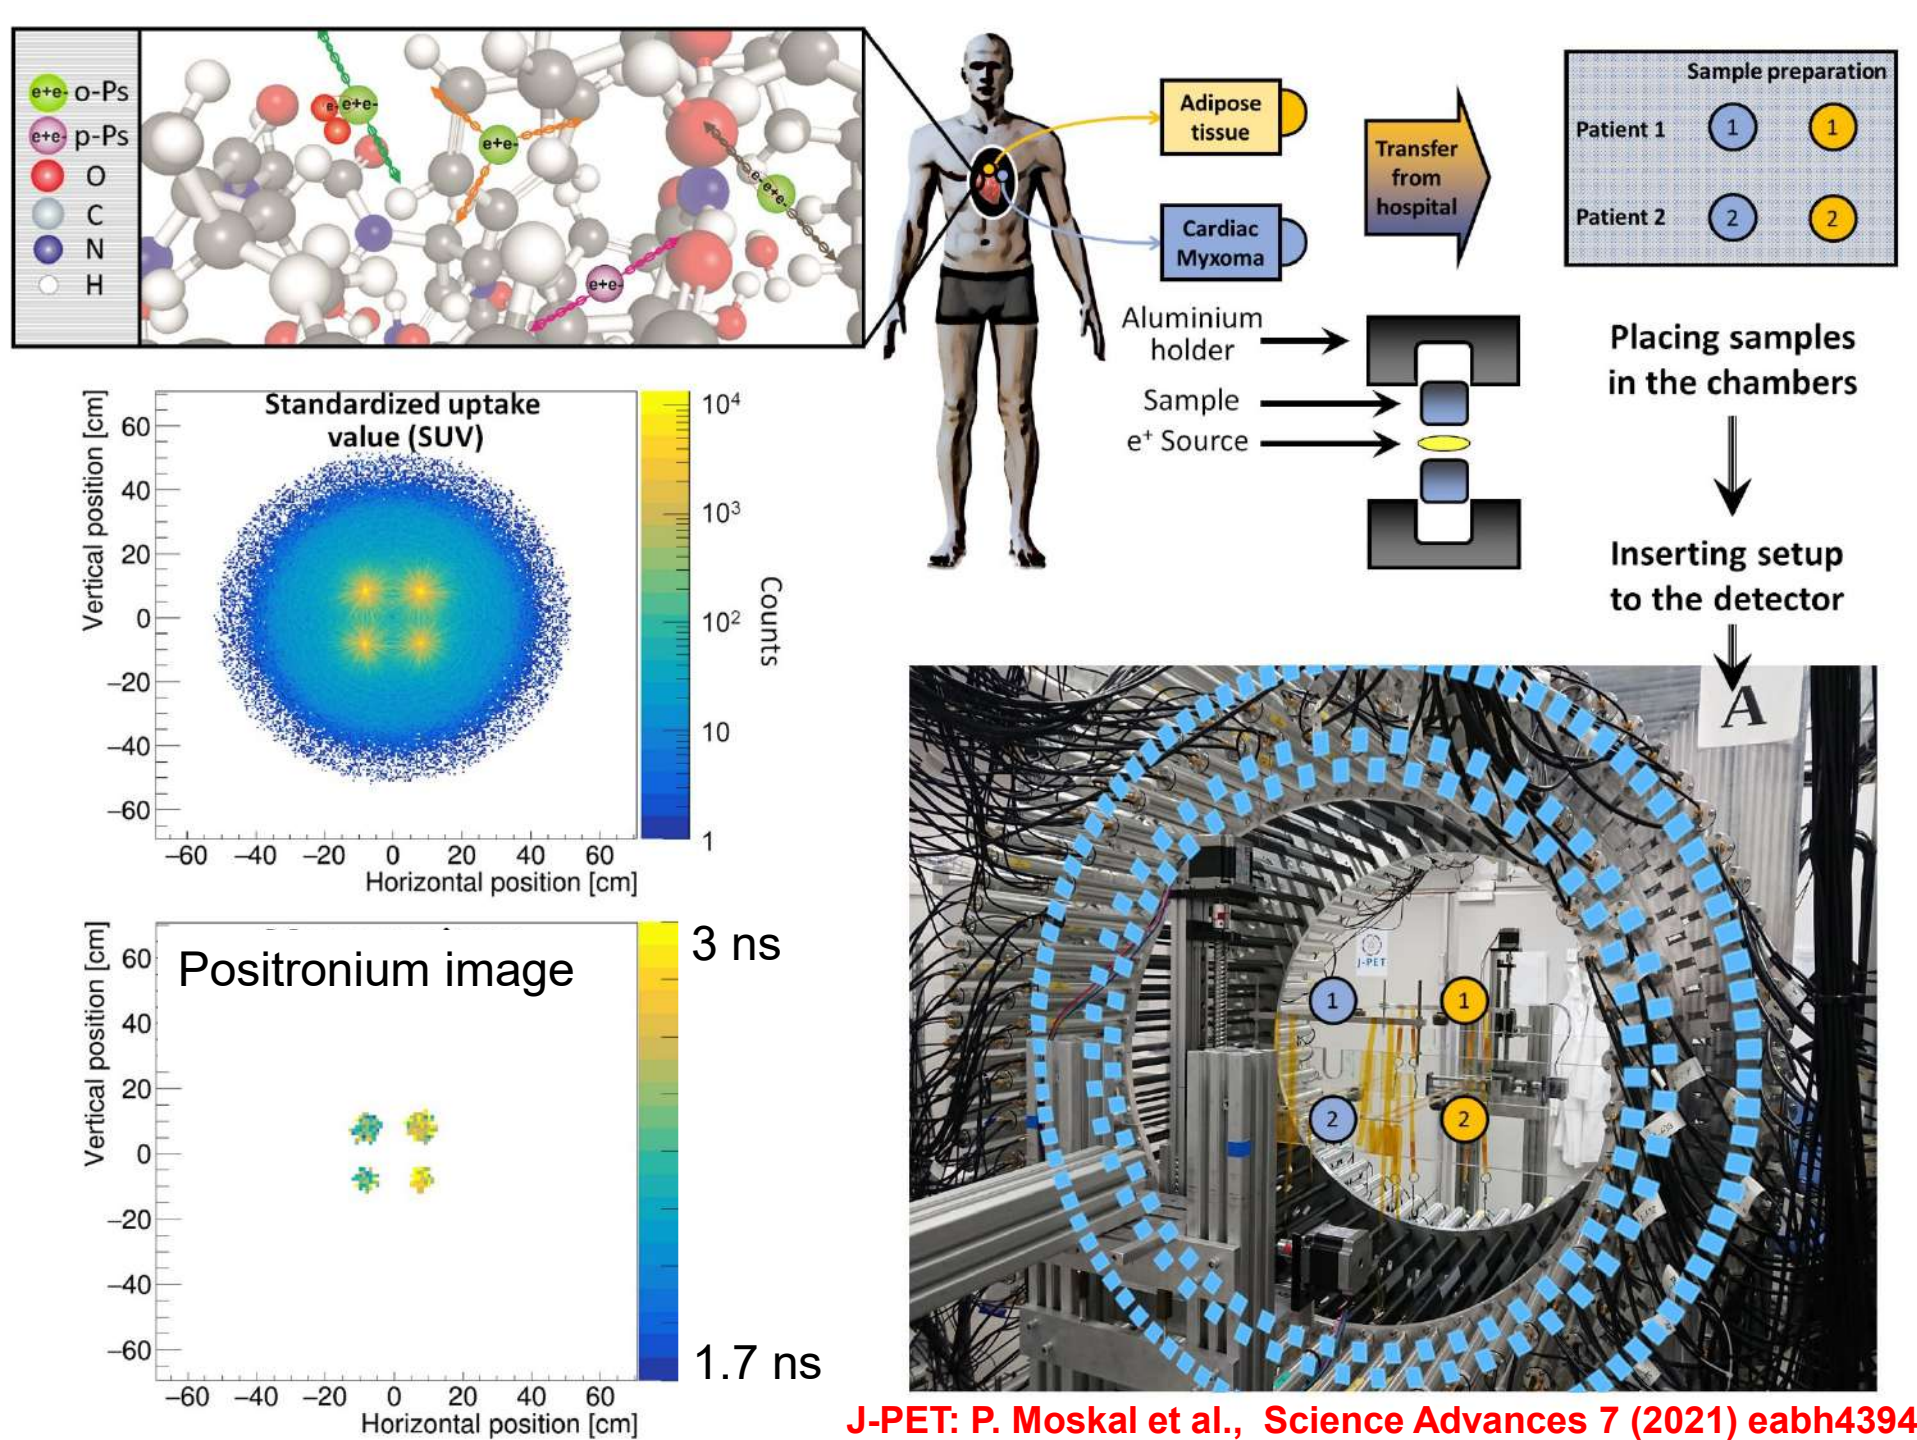 e+e- o-Ps
e+e- p-Ps
O
C
N
H
e- e+e-
e+e-
e- e+e-
e+e-
Adipose
tissue
Cardiac
Myxoma
Transfer
from
hospital
Sample preparation
Patient 1
1
1
Patient 2
2
2
Aluminium
holder
Sample
e⁺ Source
Placing samples
in the chambers
Inserting setup
to the detector
Standardized uptake
value (SUV)
Vertical position [cm]
60
40
20
0
−20
−40
−60
−60 −40 −20 0 20 40 60
Horizontal position [cm]
10⁴
10³
10²
10
1
Counts
Positronium image
Vertical position [cm]
60
40
20
0
−20
−40
−60
−60 −40 −20 0 20 40 60
Horizontal position [cm]
3 ns
1.7 ns
A
J-PET
1
1
2
2
J-PET: P. Moskal et al., Science Advances 7 (2021) eabh4394